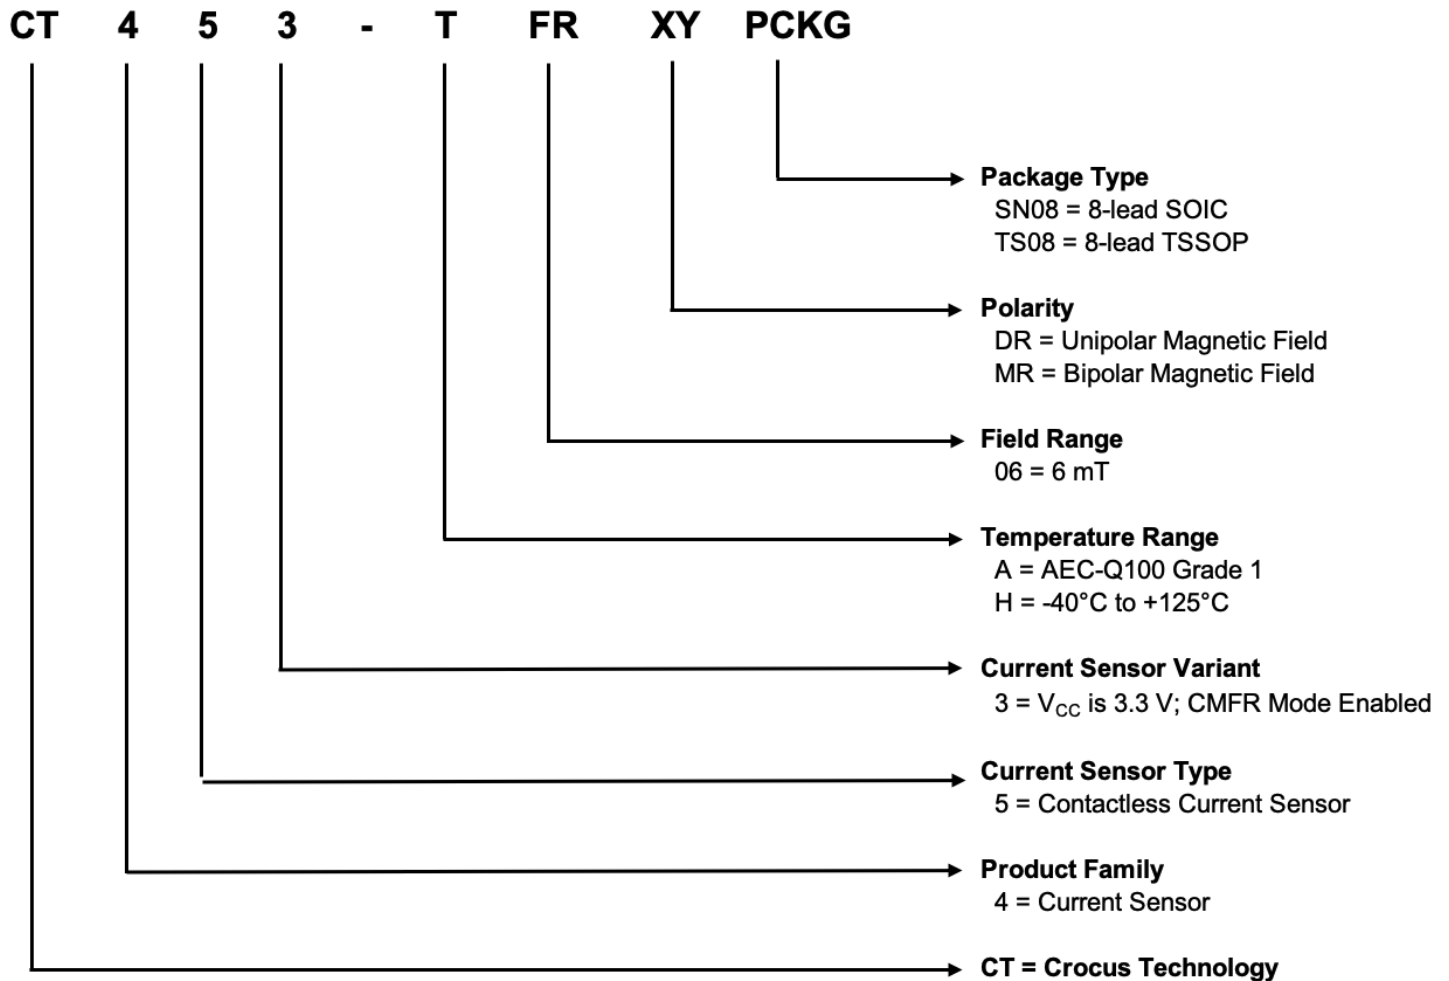 CT 4 5 3 - T FR XY PCKG
Package Type
SN08 = 8-lead SOIC
TS08 = 8-lead TSSOP
Polarity
DR = Unipolar Magnetic Field
MR = Bipolar Magnetic Field
Field Range
06 = 6 mT
Temperature Range
A = AEC-Q100 Grade 1
H = -40°C to +125°C
Current Sensor Variant
3 = VCC is 3.3 V; CMFR Mode Enabled
Current Sensor Type
5 = Contactless Current Sensor
Product Family
4 = Current Sensor
CT = Crocus Technology